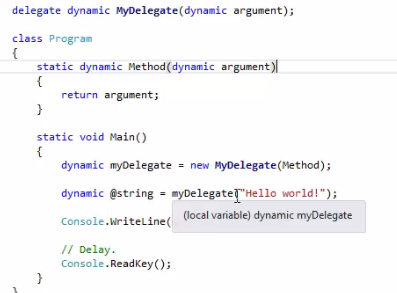 delegate dynamic MyDelegate(dynamic argument);
class Program
{
static dynamic Method(dynamic argument)
{
return argument;
}
static void Main()
{
dynamic myDelegate = new MyDelegate(Method);
dynamic @string = myDelegate("Hello world!");
(local variable) dynamic myDelegate
Console.WriteLine(
// Delay.
Console.ReadKey();
}
}